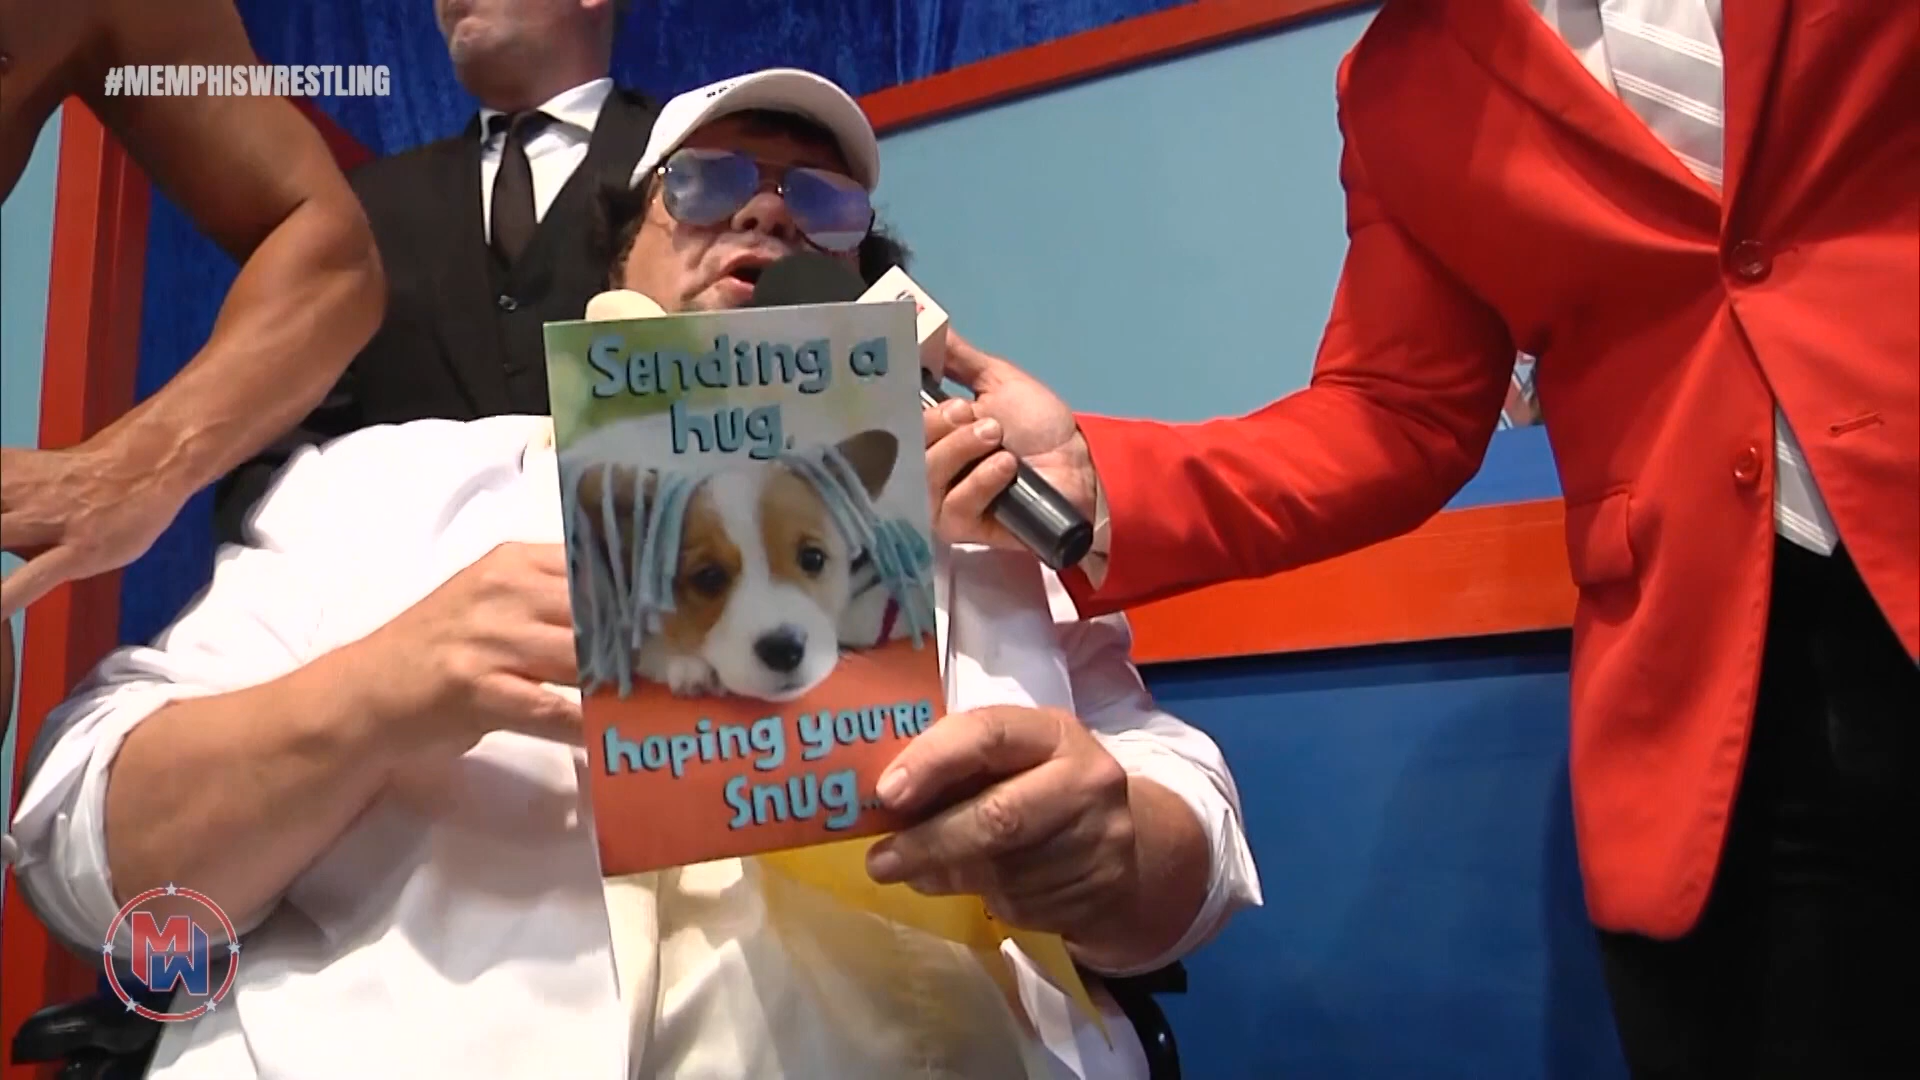 #MEMPHISWRESTLING
Sending a
hug,
hoping you're
Snug...
MW